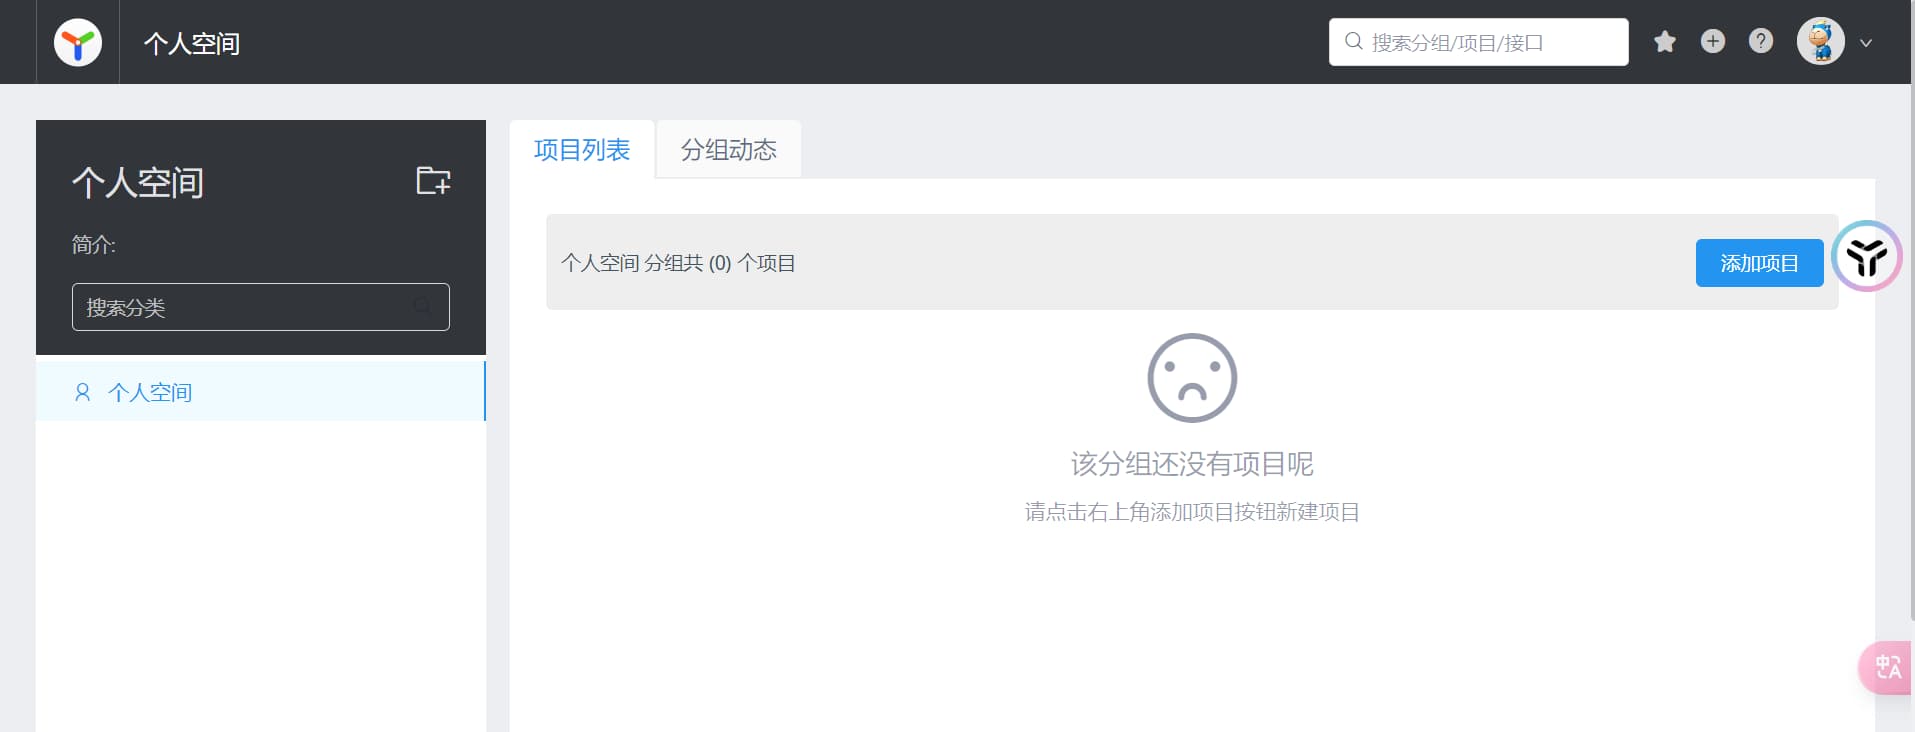 个人空间
搜索分组/项目/接口
个人空间
简介:
搜索分类
个人空间
项目列表
分组动态
个人空间 分组共 (0) 个项目
添加项目
该分组还没有项目呢
请点击右上角添加项目按钮新建项目
中A